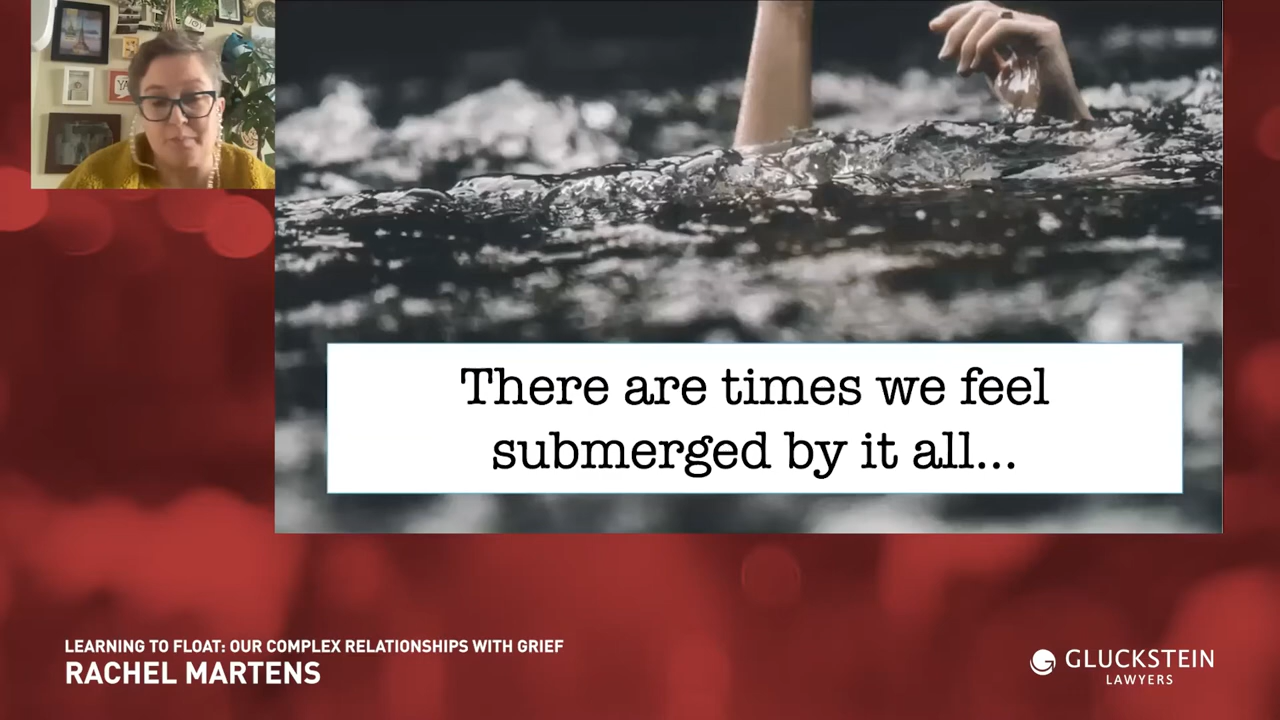 There are times we feel
submerged by it all...
LEARNING TO FLOAT: OUR COMPLEX RELATIONSHIPS WITH GRIEF
RACHEL MARTENS
GLUCKSTEIN
LAWYERS